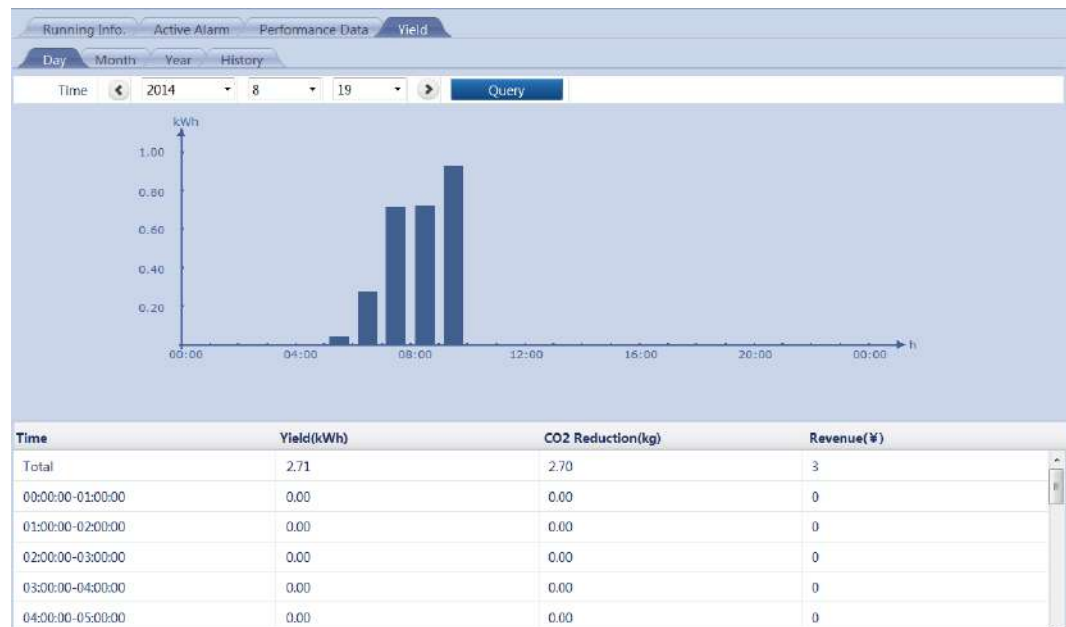 Running Info. Active Alarm Performance Data Yield
Day Month Year History
Time 2014 8 19 Query
kWh
1.00
0.80
0.60
0.40
0.20
00:00 04:00 08:00 12:00 16:00 20:00 00:00 h
Time Yield(kWh) CO2 Reduction(kg) Revenue(¥)
Total 2.71 2.70 3
00:00:00-01:00:00 0.00 0.00 0
01:00:00-02:00:00 0.00 0.00 0
02:00:00-03:00:00 0.00 0.00 0
03:00:00-04:00:00 0.00 0.00 0
04:00:00-05:00:00 0.00 0.00 0